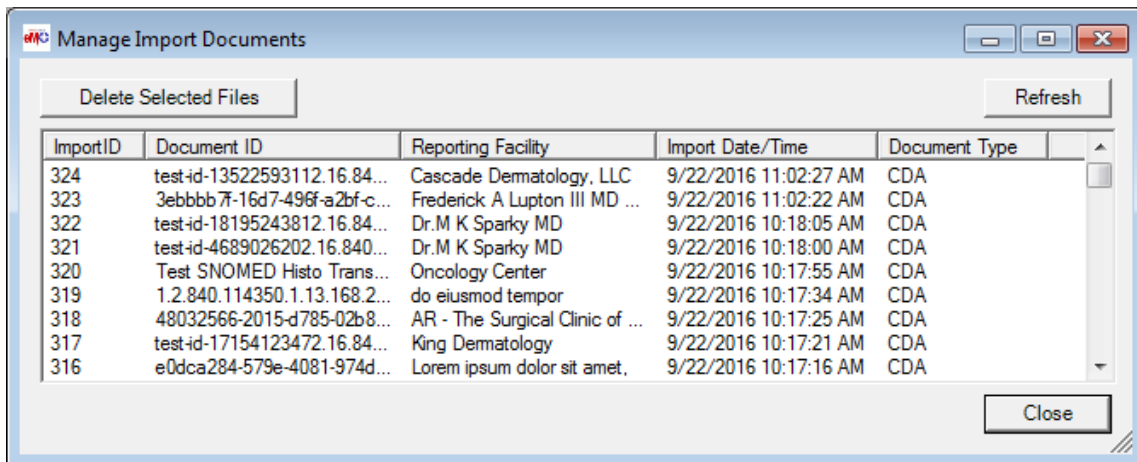 eMC Manage Import Documents
Delete Selected Files Refresh
ImportID Document ID Reporting Facility Import Date/Time Document Type
324 test-id-13522593112.16.84... Cascade Dermatology, LLC 9/22/2016 11:02:27 AM CDA
323 3ebbbb7f-16d7-496f-a2bf-c... Frederick A Lupton III MD ... 9/22/2016 11:02:22 AM CDA
322 test-id-18195243812.16.84... Dr.M K Sparky MD 9/22/2016 10:18:05 AM CDA
321 test-id-4689026202.16.840... Dr.M K Sparky MD 9/22/2016 10:18:00 AM CDA
320 Test SNOMED Histo Trans... Oncology Center 9/22/2016 10:17:55 AM CDA
319 1.2.840.114350.1.13.168.2... do eiusmod tempor 9/22/2016 10:17:34 AM CDA
318 48032566-2015-d785-02b8... AR - The Surgical Clinic of ... 9/22/2016 10:17:25 AM CDA
317 test-id-17154123472.16.84... King Dermatology 9/22/2016 10:17:21 AM CDA
316 e0dca284-579e-4081-974d... Lorem ipsum dolor sit amet, 9/22/2016 10:17:16 AM CDA
Close